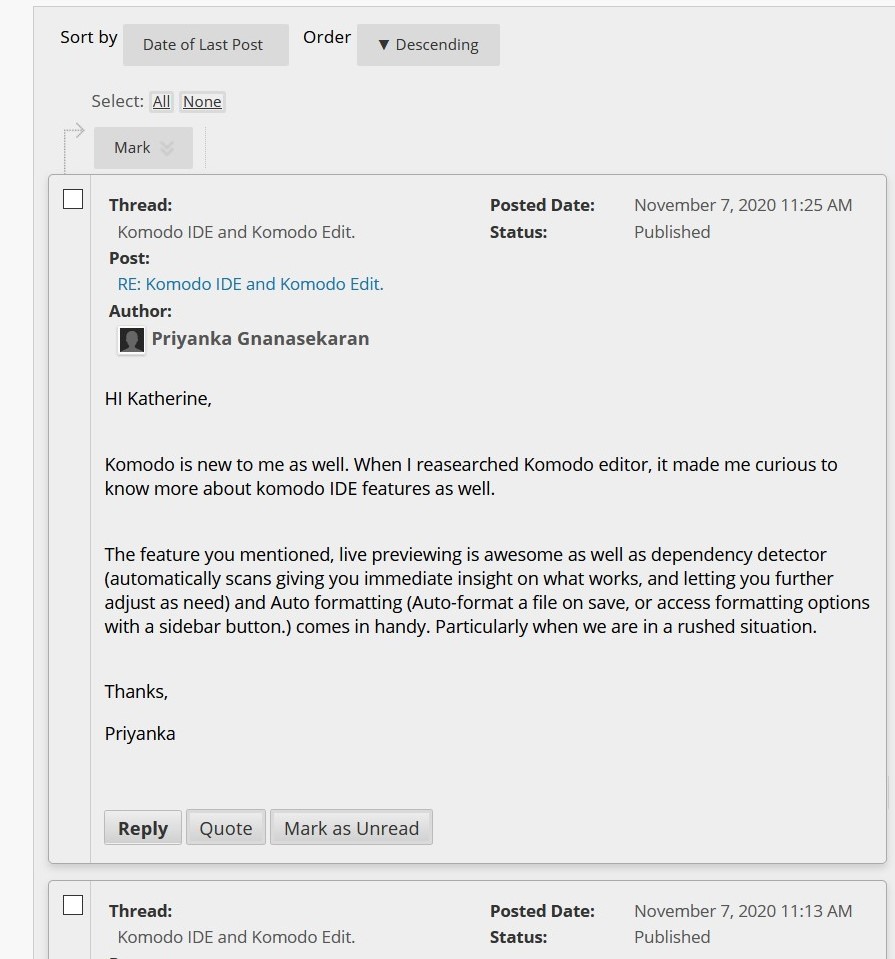 Sort by Date of Last Post Order ▼ Descending
Select: All None
Mark
Thread: Posted Date: November 7, 2020 11:25 AM
Komodo IDE and Komodo Edit. Status: Published
Post:
RE: Komodo IDE and Komodo Edit.
Author:
Priyanka Gnanasekaran
HI Katherine,
Komodo is new to me as well. When I reasearched Komodo editor, it made me curious to
know more about komodo IDE features as well.
The feature you mentioned, live previewing is awesome as well as dependency detector
(automatically scans giving you immediate insight on what works, and letting you further
adjust as need) and Auto formatting (Auto-format a file on save, or access formatting options
with a sidebar button.) comes in handy. Particularly when we are in a rushed situation.
Thanks,
Priyanka
Reply Quote Mark as Unread
Thread: Posted Date: November 7, 2020 11:13 AM
Komodo IDE and Komodo Edit. Status: Published